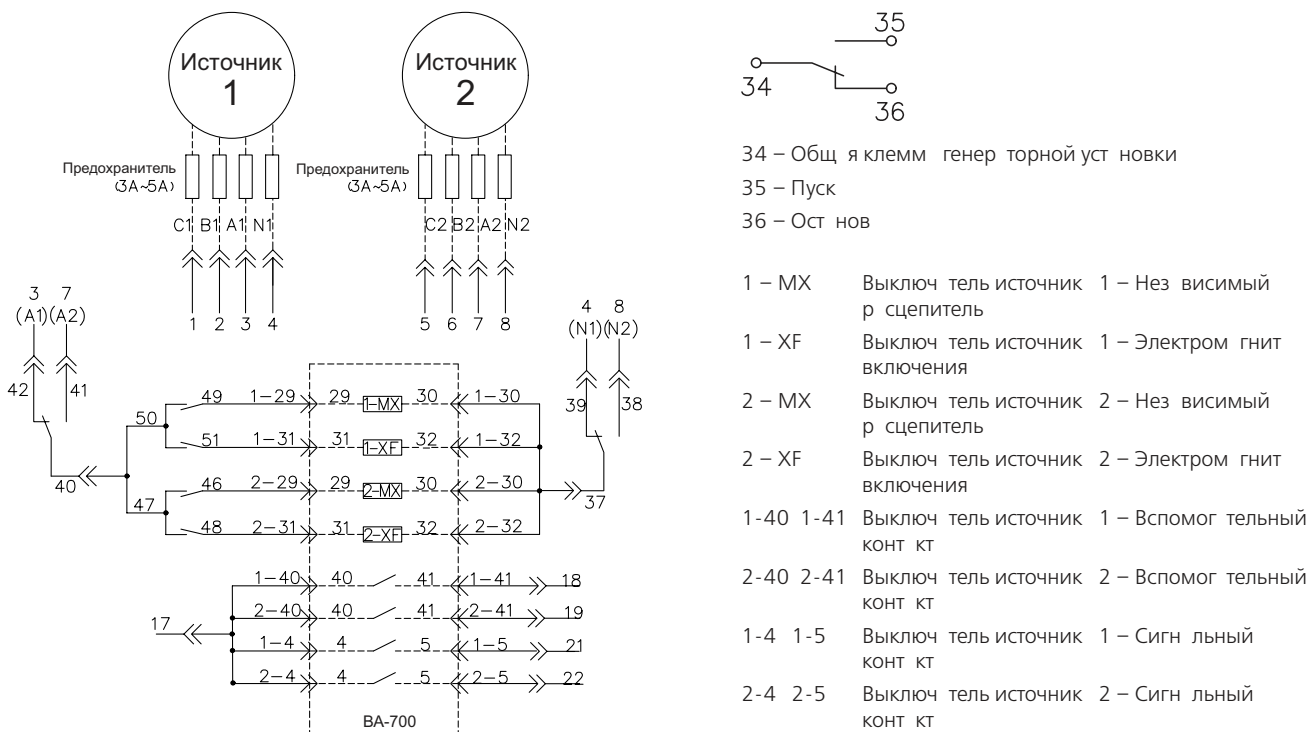 Источник
1
Источник
2
Предохранитель
(3A~5A)
Предохранитель
(3A~5A)
C1 B1 A1 N1
C2 B2 A2 N2
1 2 3 4
5 6 7 8
3 7
(A1)(A2)
4 8
(N1)(N2)
42 41
39 38
50
49 1-29 29 1-MX 30 1-30
51 1-31 31 1-XF 32 1-32
40
47
46 2-29 29 2-MX 30 2-30
37
48 2-31 31 2-XF 32 2-32
1-40 40 41 1-41 18
2-40 40 41 2-41 19
17
1-4 4 5 1-5 21
2-4 4 5 2-5 22
BA-700
35
34
36
34 – Общ я клемм генер торной уст новки
35 – Пуск
36 – Ост нов
1 – MX Выключ тель источник 1 – Нез висимый
р сцепитель
1 – XF Выключ тель источник 1 – Электром гнит
включения
2 – MX Выключ тель источник 2 – Нез висимый
р сцепитель
2 – XF Выключ тель источник 2 – Электром гнит
включения
1-40 1-41 Выключ тель источник 1 – Вспомог тельный
конт кт
2-40 2-41 Выключ тель источник 2 – Вспомог тельный
конт кт
1-4 1-5 Выключ тель источник 1 – Сигн льный
конт кт
2-4 2-5 Выключ тель источник 2 – Сигн льный
конт кт